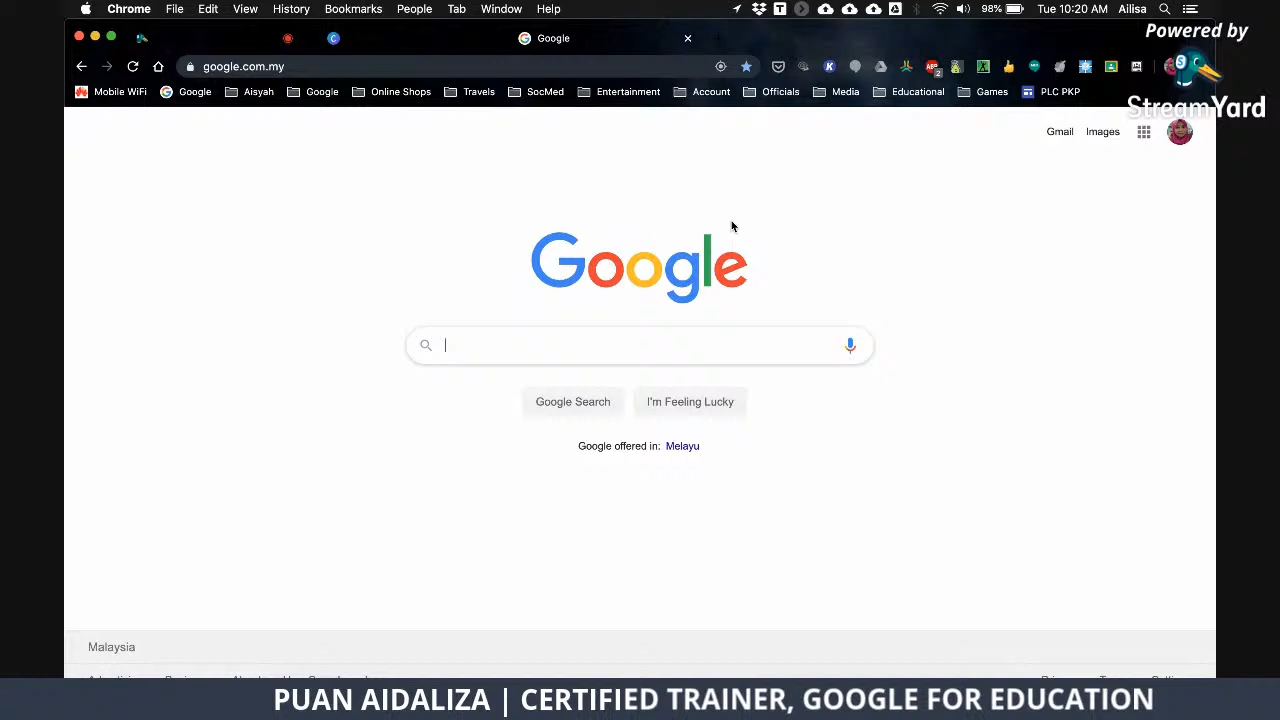 Chrome File Edit View History Bookmarks People Tab Window Help 98% Tue 10:20 AM Ailisa
Powered by
StreamYard
Google
google.com.my
Mobile WiFi Google Aisyah Google Online Shops Travels SocMed Entertainment Account Officials Media Educational Games PLC PKP
Gmail Images
Google
Google Search I'm Feeling Lucky
Google offered in: Melayu
Malaysia
PUAN AIDALIZA | CERTIFIED TRAINER, GOOGLE FOR EDUCATION